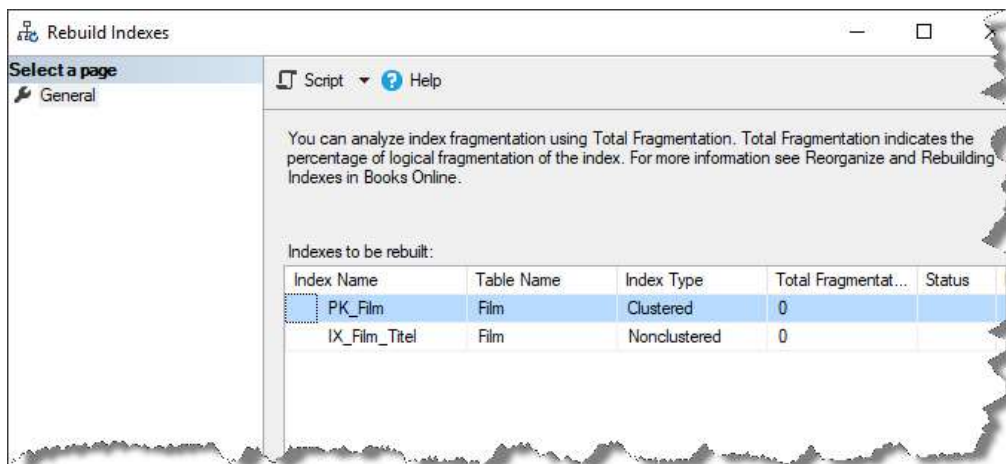 Rebuild Indexes
Select a page
General
Script Help
You can analyze index fragmentation using Total Fragmentation. Total Fragmentation indicates the
percentage of logical fragmentation of the index. For more information see Reorganize and Rebuilding
Indexes in Books Online.
Indexes to be rebuilt:
Index Name Table Name Index Type Total Fragmentat... Status
PK_Film Film Clustered 0
IX_Film_Titel Film Nonclustered 0